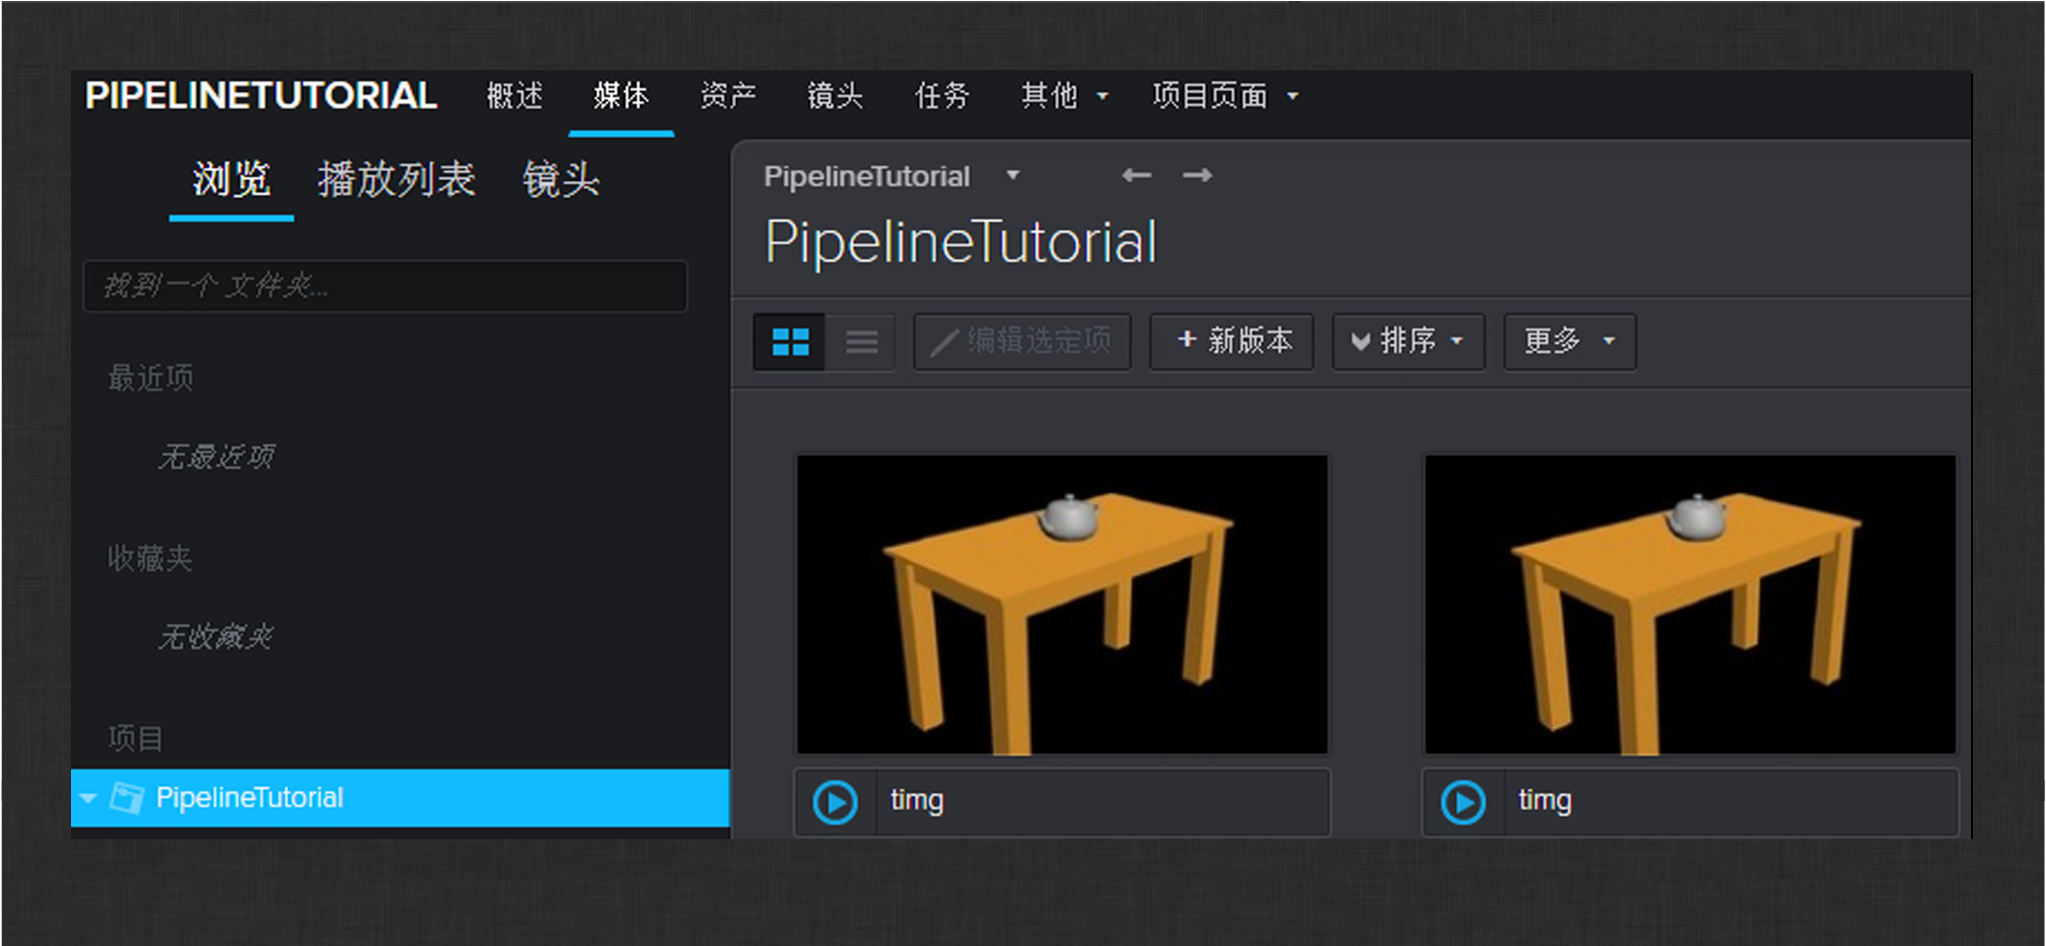 PIPELINETUTORIAL 概述 媒体 资产 镜头 任务 其他 项目页面
浏览 播放列表 镜头
找到一个 文件夹...
最近项
无最近项
收藏夹
无收藏夹
项目
PipelineTutorial
PipelineTutorial
PipelineTutorial
编辑选定项 + 新版本 排序 更多
timg
timg